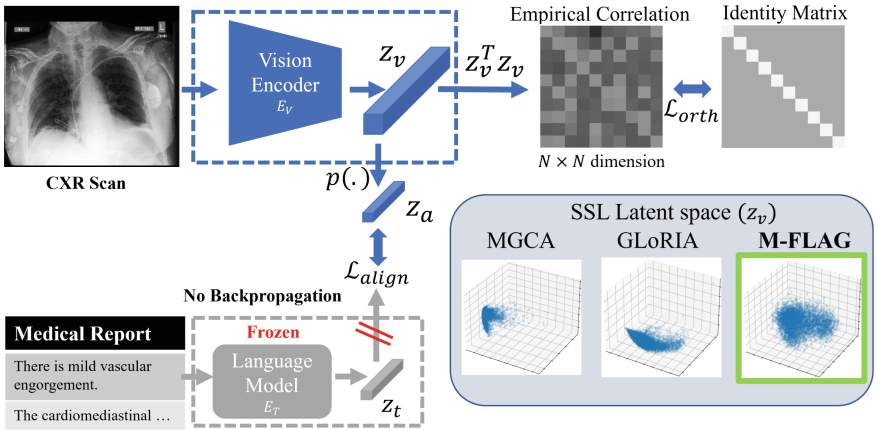 Empirical Correlation
Identity Matrix
Vision
Encoder
E_V
z_v
z_v^T z_v
ℒ_orth
N × N dimension
L
CXR Scan
p(.)
z_a
ℒ_align
No Backpropagation
SSL Latent space (z_v)
MGCA
GLoRIA
M-FLAG
Medical Report
There is mild vascular
engorgement.
The cardiomediastinal …
Frozen
Language
Model
E_T
z_t